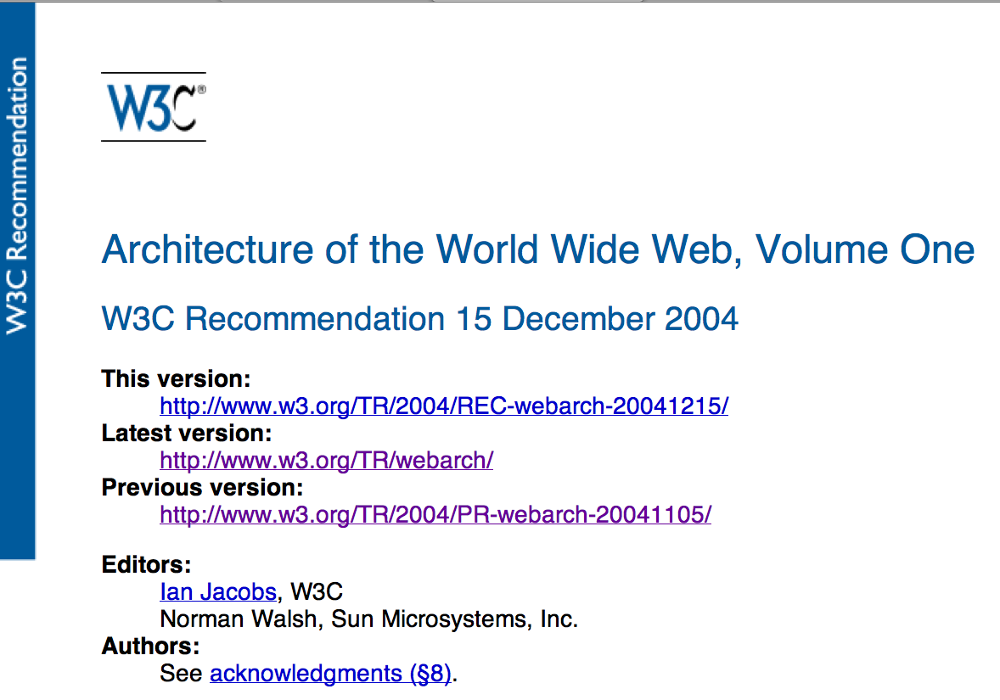 W3C Recommendation
W3C®
Architecture of the World Wide Web, Volume One
W3C Recommendation 15 December 2004
This version:
http://www.w3.org/TR/2004/REC-webarch-20041215/
Latest version:
http://www.w3.org/TR/webarch/
Previous version:
http://www.w3.org/TR/2004/PR-webarch-20041105/
Editors:
Ian Jacobs, W3C
Norman Walsh, Sun Microsystems, Inc.
Authors:
See acknowledgments (§8).